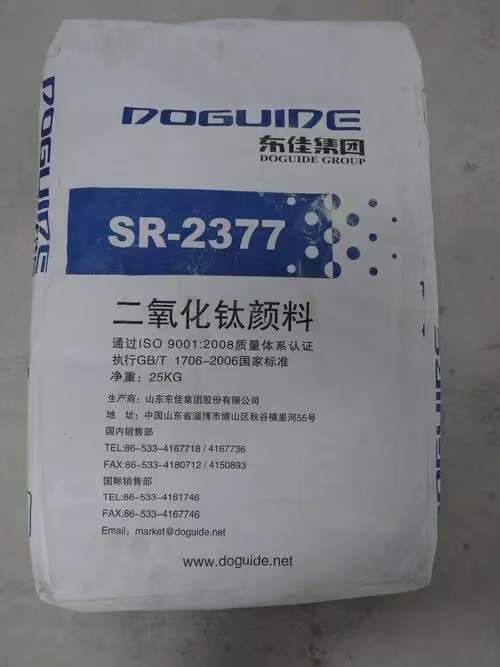 DOGUIDE
东佳集团
DOGUIDE GROUP
SR-2377
二氧化钛颜料
通过ISO 9001:2008质量体系认证
执行GB/T 1706-2006国家标准
净重：25KG
生产商：山东东佳集团股份有限公司
地 址：中国山东省淄博市博山区秋谷横里河55号
国内销售部
TEL:86-533-4167718 / 4167736
FAX:86-533-4180712 / 4150893
国际销售部
TEL:86-533-4161746
FAX:86-533-4167746
Email：market@doguide.net
www.doguide.net
DOGUIDE